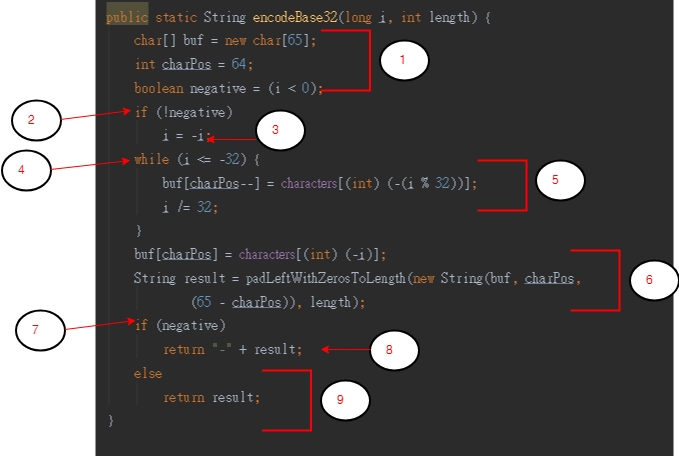 public static String encodeBase32(long i, int length) {
char[] buf = new char[65];
int charPos = 64;
boolean negative = (i < 0);
if (!negative)
i = -i;
while (i <= -32) {
buf[charPos--] = characters[(int) (-(i % 32))];
i /= 32;
}
buf[charPos] = characters[(int) (-i)];
String result = padLeftWithZerosToLength(new String(buf, charPos,
(65 - charPos)), length);
if (negative)
return "-" + result;
else
return result;
}
1
2
3
4
5
6
7
8
9